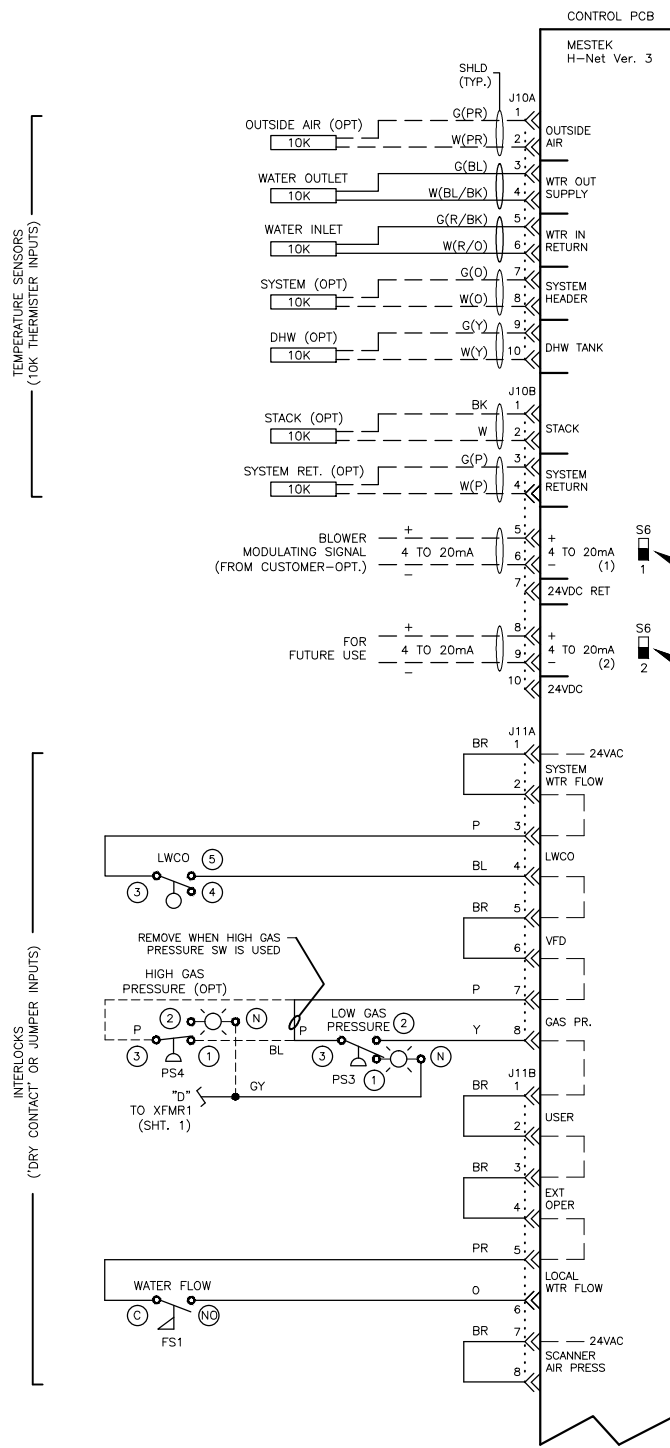 CONTROL PCB
MESTEK
H-Net Ver. 3
SHLD
(TYP.)
J10A
TEMPERATURE SENSORS
(10K THERMISTER INPUTS)
OUTSIDE AIR (OPT)
10K
G(PR) 1
W(PR) 2
OUTSIDE
AIR
WATER OUTLET
10K
G(BL) 3
W(BL/BK) 4
WTR OUT
SUPPLY
WATER INLET
10K
G(R/BK) 5
W(R/O) 6
WTR IN
RETURN
SYSTEM (OPT)
10K
G(O) 7
W(O) 8
SYSTEM
HEADER
DHW (OPT)
10K
G(Y) 9
W(Y) 10
DHW TANK
J10B
STACK (OPT)
10K
BK 1
W 2
STACK
SYSTEM RET. (OPT)
10K
G(P) 3
W(P) 4
SYSTEM
RETURN
BLOWER
MODULATING SIGNAL
(FROM CUSTOMER-OPT.)
+
4 TO 20mA
−
5
6
7
+
4 TO 20mA
− (1)
24VDC RET
S6
1
FOR
FUTURE USE
+
4 TO 20mA
−
8
9
10
+
4 TO 20mA
− (2)
24VDC
S6
2
INTERLOCKS
("DRY CONTACT" OR JUMPER INPUTS)
J11A
BR 1
2
24VAC
SYSTEM
WTR FLOW
P 3
LWCO 5
3 4
BL 4
LWCO
BR 5
6
VFD
REMOVE WHEN HIGH GAS
PRESSURE SW IS USED
HIGH GAS
PRESSURE (OPT)
P 7
2 N
P
3 1
PS4
BL
P
LOW GAS
PRESSURE 2
3
1 N
PS3
Y 8
GAS PR.
"D"
TO XFMR1
(SHT. 1)
GY
J11B
BR 1
2
USER
BR 3
4
EXT
OPER
PR 5
WATER FLOW
C NO
FS1
O
6
LOCAL
WTR FLOW
BR 7
8
24VAC
SCANNER
AIR PRESS